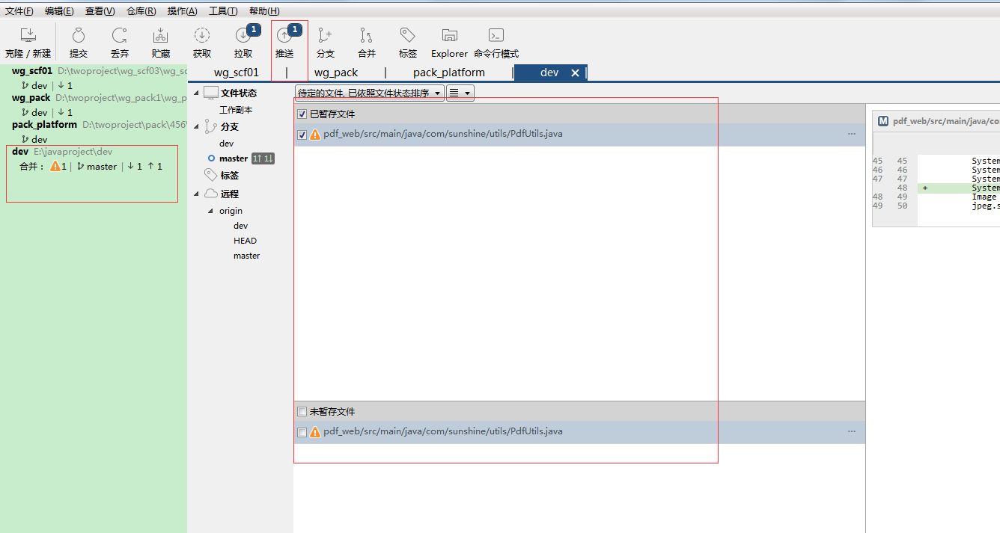 文件(F) 编辑(E) 查看(V) 仓库(R) 操作(A) 工具(T) 帮助(H)
1 1
克隆 / 新建 提交 丢弃 贮藏 获取 拉取 推送 分支 合并 标签 Explorer 命令行模式
wg_scf01 D:\twoproject\wg_scf03\wg_sc
dev | ↓ 1
wg_pack D:\twoproject\wg_pack1\wg_p
dev | ↓ 1
pack_platform D:\twoproject\pack\456\
dev
dev E:\javaproject\dev
合并： 1 | master | ↓ 1 ↑ 1
wg_scf01 wg_pack pack_platform dev
文件状态
工作副本
分支
dev
master 1↑ 1↓
标签
远程
origin
dev
HEAD
master
待定的文件, 已依照文件状态排序
已暂存文件
pdf_web/src/main/java/com/sunshine/utils/PdfUtils.java ...
未暂存文件
pdf_web/src/main/java/com/sunshine/utils/PdfUtils.java ...
M pdf_web/src/main/java/co
45 45 System
46 46 System
47 47 System
48 + System
48 49 Image
49 50 jpeg.s